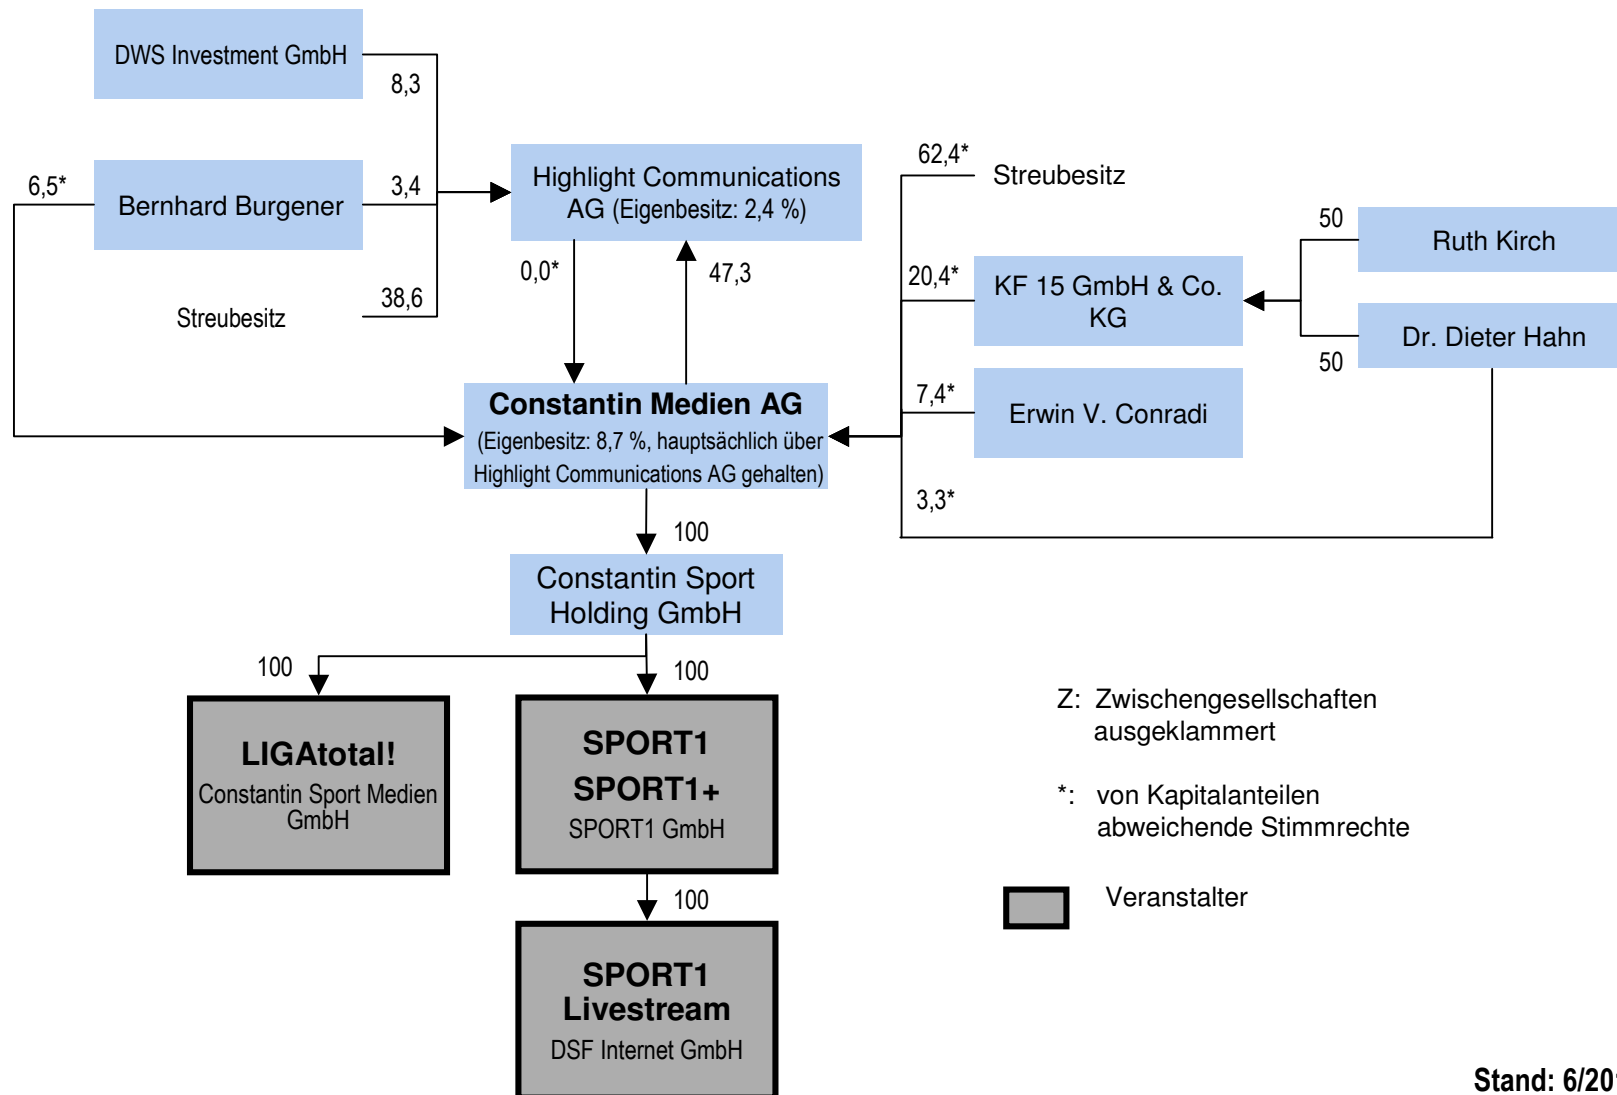 DWS Investment GmbH
8,3
6,5*
Bernhard Burgener
3,4
Streubesitz
38,6
Highlight Communications
AG (Eigenbesitz: 2,4 %)
0,0*
47,3
62,4*
Streubesitz
20,4*
KF 15 GmbH & Co.
KG
50
Ruth Kirch
Dr. Dieter Hahn
50
7,4*
Erwin V. Conradi
3,3*
Constantin Medien AG
(Eigenbesitz: 8,7 %, hauptsächlich über
Highlight Communications AG gehalten)
100
Constantin Sport
Holding GmbH
100
100
LIGAtotal!
Constantin Sport Medien
GmbH
SPORT1
SPORT1+
SPORT1 GmbH
100
SPORT1
Livestream
DSF Internet GmbH
Z: Zwischengesellschaften
ausgeklammert
*: von Kapitalanteilen
abweichende Stimmrechte
Veranstalter
Stand: